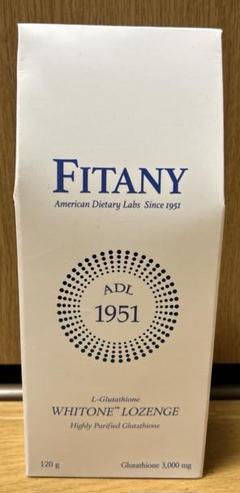 FITANY
American Dietary Labs Since 1951
ADL
1951
L-Glutathione
WHITONE™ LOZENGE
Highly Purified Glutathione
120 g Glutathione 3,000 mg